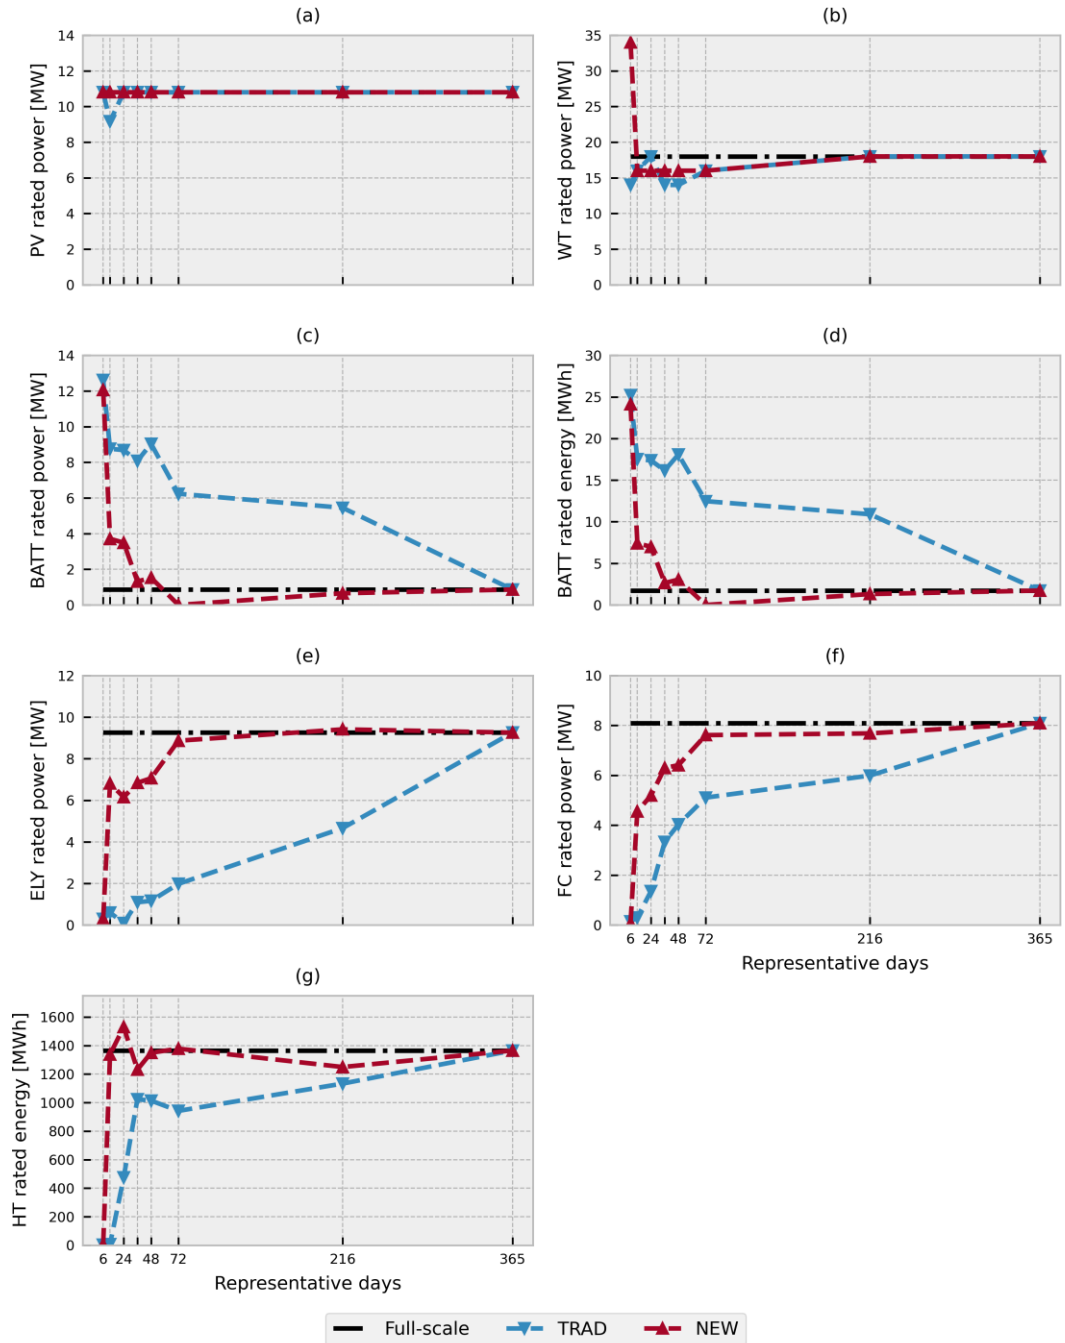 (a)
14
12
10
8
6
4
2
0
PV rated power [MW]
(b)
35
30
25
20
15
10
5
0
WT rated power [MW]
(c)
14
12
10
8
6
4
2
0
BATT rated power [MW]
(d)
30
25
20
15
10
5
0
BATT rated energy [MWh]
(e)
12
10
8
6
4
2
0
ELY rated power [MW]
(f)
10
8
6
4
2
0
FC rated power [MW]
6 24 48 72 216 365
Representative days
(g)
1600
1400
1200
1000
800
600
400
200
0
HT rated energy [MWh]
6 24 48 72 216 365
Representative days
Full-scale TRAD NEW